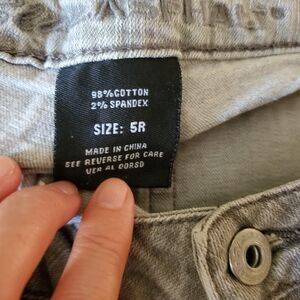 98%COTTON
2% SPANDEX
SIZE: 5R
MADE IN CHINA
SEE REVERSE FOR CARE
VER AL DORSO